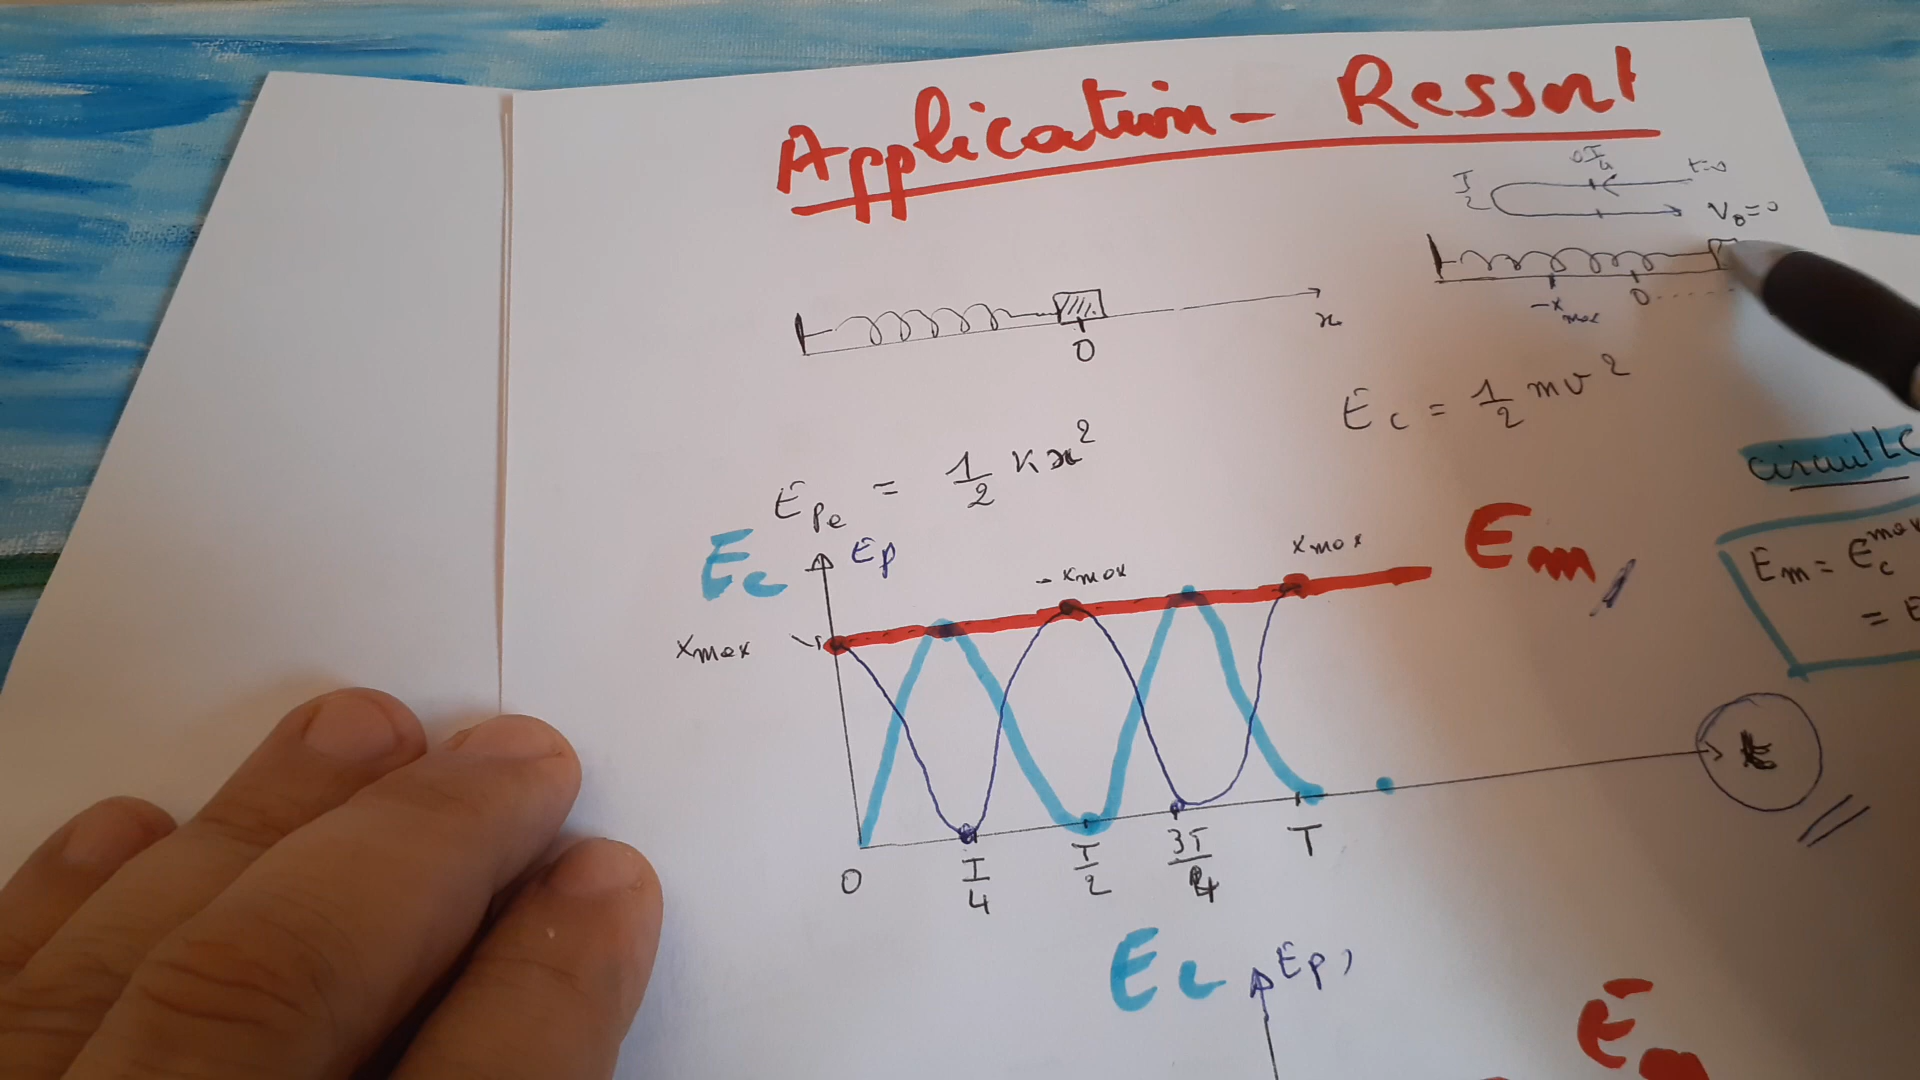 Application - Ressort
0 T/4
t=0
T/2
V₀=0
-xmax
0
0
x
Ec = 1/2 mv²
Epe = 1/2 Kx²
circuit LC
Ec Ep
xmax
-xmax
xmax
Em
Em = Ec max
= E
t
0
T/4
T/2
3T/4
T
Ec Ep,
Em